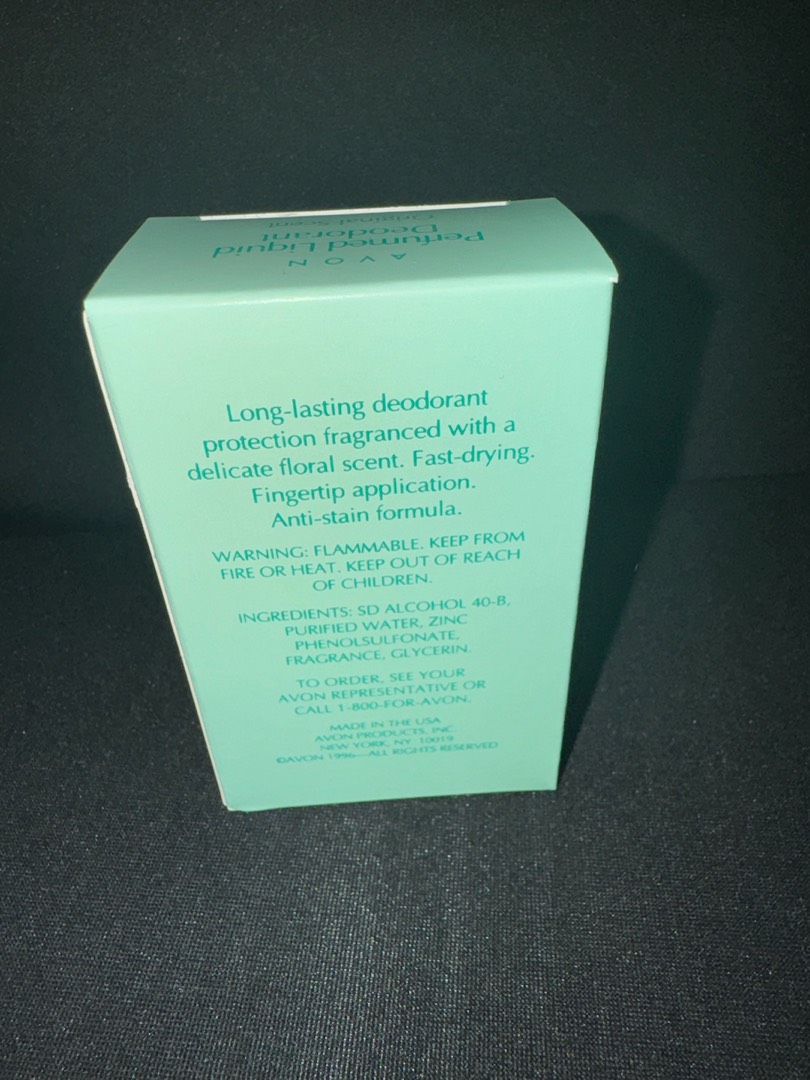 AVON
Perfumed Liquid
Deodorant
Original Scent
Long-lasting deodorant
protection fragranced with a
delicate floral scent. Fast-drying.
Fingertip application.
Anti-stain formula.
WARNING: FLAMMABLE. KEEP FROM
FIRE OR HEAT. KEEP OUT OF REACH
OF CHILDREN.
INGREDIENTS: SD ALCOHOL 40-B,
PURIFIED WATER, ZINC
PHENOLSULFONATE,
FRAGRANCE, GLYCERIN.
TO ORDER, SEE YOUR
AVON REPRESENTATIVE OR
CALL 1-800-FOR-AVON.
MADE IN THE USA
AVON PRODUCTS, INC.
NEW YORK, NY 10019
©AVON 1996—ALL RIGHTS RESERVED